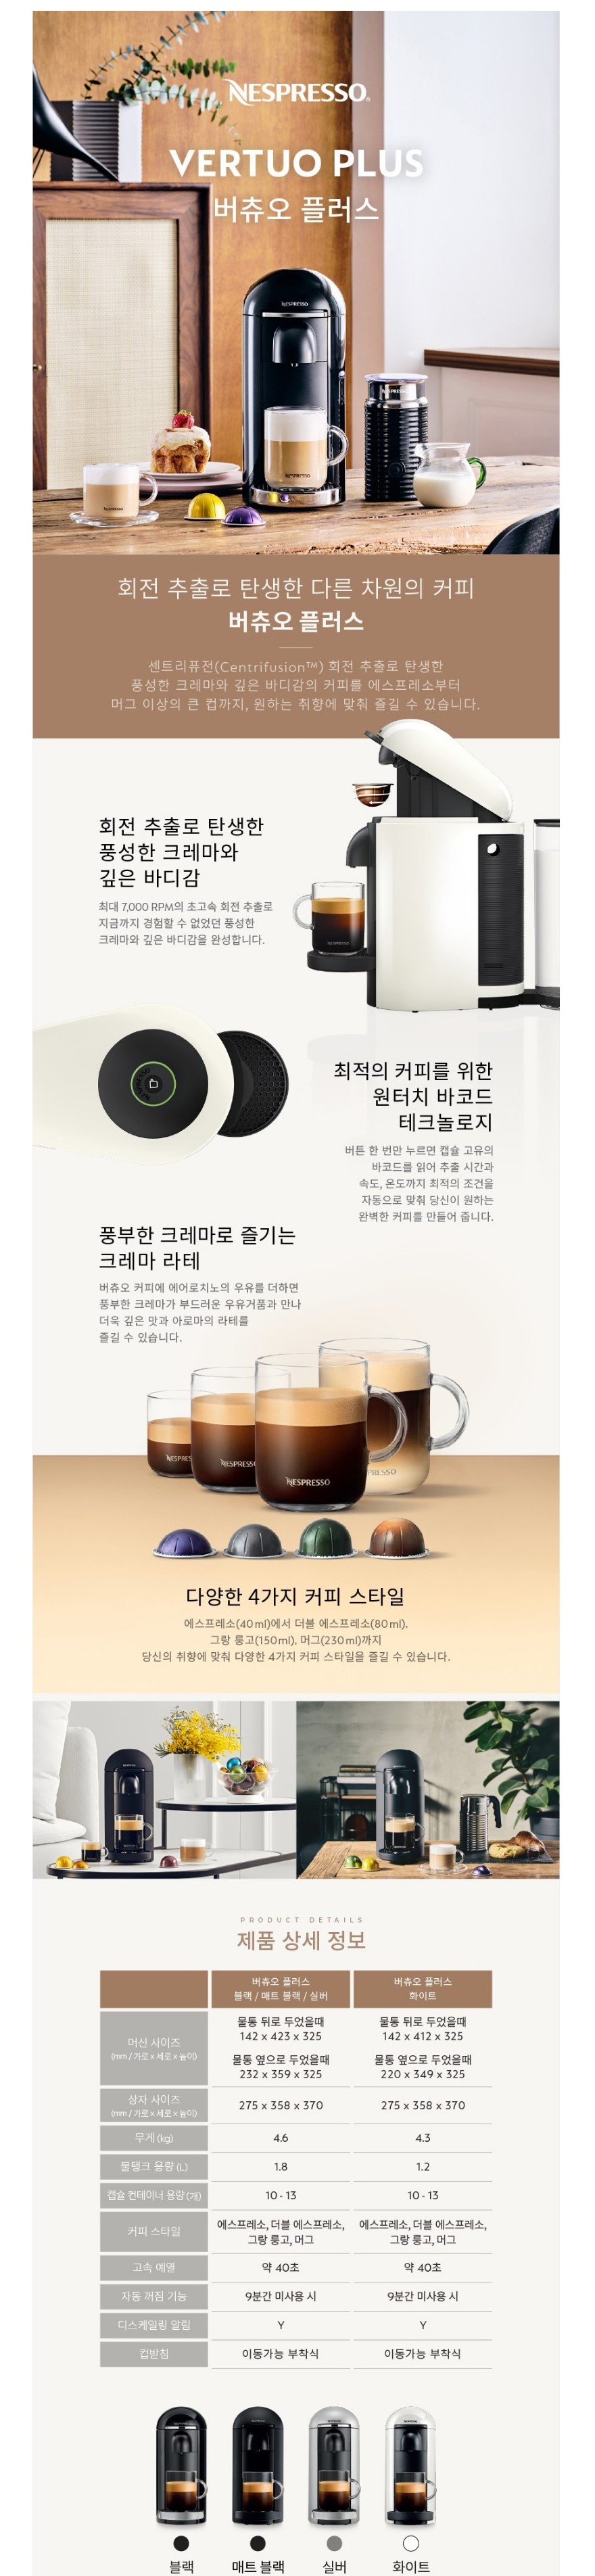 NESPRESSO
VERTUO PLUS
버츄오 플러스
NESPRESSO
NESPRESSO
NESPRESSO
회전 추출로 탄생한 다른 차원의 커피
버츄오 플러스
센트리퓨전(Centrifusion™) 회전 추출로 탄생한
풍성한 크레마와 깊은 바디감의 커피를 에스프레소부터
머그 이상의 큰 컵까지, 원하는 취향에 맞춰 즐길 수 있습니다.
회전 추출로 탄생한
풍성한 크레마와
깊은 바디감
최대 7,000 RPM의 초고속 회전 추출로
지금까지 경험할 수 없었던 풍성한
크레마와 깊은 바디감을 완성합니다.
최적의 커피를 위한
원터치 바코드
테크놀로지
버튼 한 번만 누르면 캡슐 고유의
바코드를 읽어 추출 시간과
속도, 온도까지 최적의 조건을
자동으로 맞춰 당신이 원하는
완벽한 커피를 만들어 줍니다.
풍부한 크레마로 즐기는
크레마 라테
버츄오 커피에 에어로치노의 우유를 더하면
풍부한 크레마가 부드러운 우유거품과 만나
더욱 깊은 맛과 아로마의 라테를
즐길 수 있습니다.
NESPRES
NESPRESSO
NESPRESSO
PRESSO
다양한 4가지 커피 스타일
에스프레소(40ml)에서 더블 에스프레소(80ml),
그랑 룽고(150ml), 머그(230ml)까지
당신의 취향에 맞춰 다양한 4가지 커피 스타일을 즐길 수 있습니다.
PRODUCT DETAILS
제품 상세 정보
버츄오 플러스
블랙 / 매트 블랙 / 실버
버츄오 플러스
화이트
머신 사이즈
(mm / 가로 x 세로 x 높이)
물통 뒤로 두었을때
142 x 423 x 325
물통 옆으로 두었을때
232 x 359 x 325
물통 뒤로 두었을때
142 x 412 x 325
물통 옆으로 두었을때
220 x 349 x 325
상자 사이즈
(mm / 가로 x 세로 x 높이)
275 x 358 x 370
275 x 358 x 370
무게 (kg)
4.6
4.3
물탱크 용량 (L)
1.8
1.2
캡슐 컨테이너 용량 (개)
10 - 13
10 - 13
커피 스타일
에스프레소, 더블 에스프레소,
그랑 룽고, 머그
에스프레소, 더블 에스프레소,
그랑 룽고, 머그
고속 예열
약 40초
약 40초
자동 꺼짐 기능
9분간 미사용 시
9분간 미사용 시
디스케일링 알림
Y
Y
컵받침
이동가능 부착식
이동가능 부착식
블랙
매트 블랙
실버
화이트